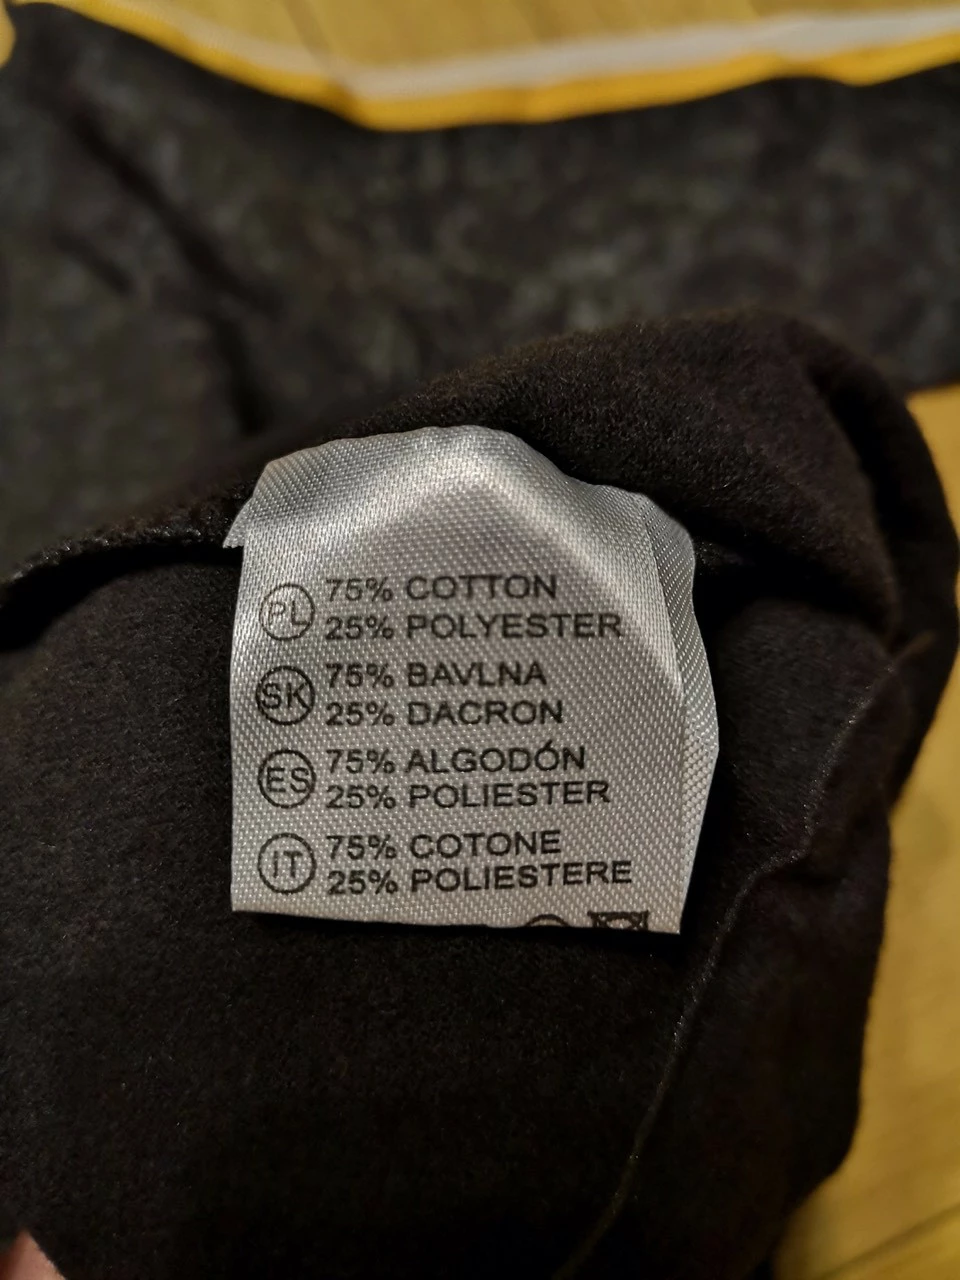 PL 75% COTTON
25% POLYESTER
SK 75% BAVLNA
25% DACRON
ES 75% ALGODÓN
25% POLIESTER
IT 75% COTONE
25% POLIESTERE